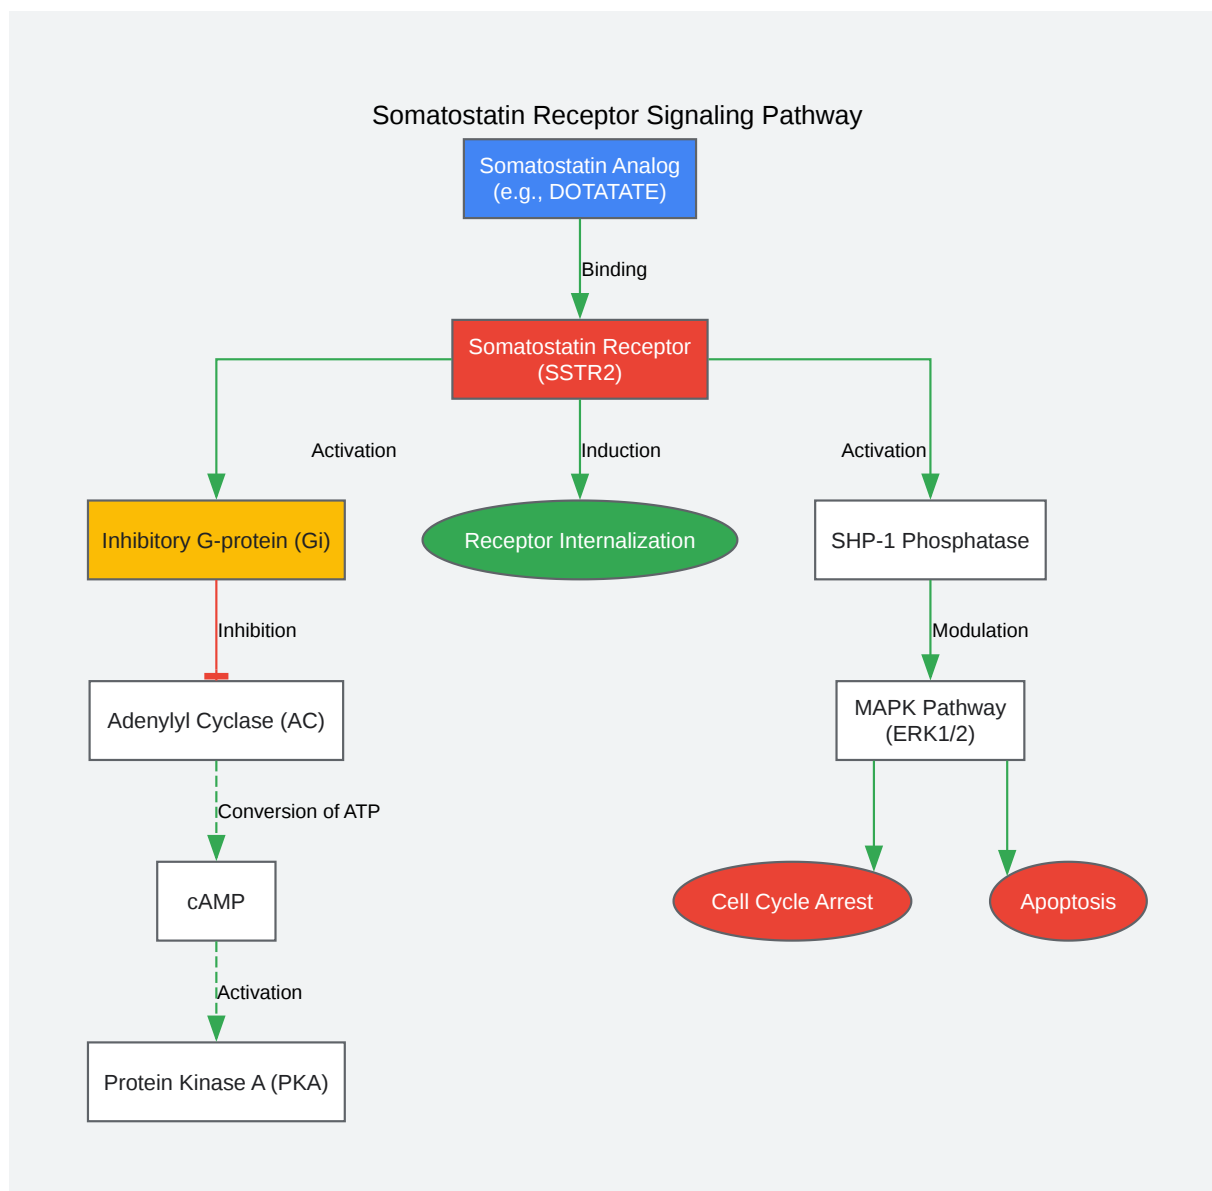 Somatostatin Receptor Signaling Pathway
Somatostatin Analog
(e.g., DOTATATE)
Binding
Somatostatin Receptor
(SSTR2)
Activation
Induction
Activation
Inhibitory G-protein (Gi)
Receptor Internalization
SHP-1 Phosphatase
Inhibition
Modulation
Adenylyl Cyclase (AC)
MAPK Pathway
(ERK1/2)
Conversion of ATP
cAMP
Cell Cycle Arrest
Apoptosis
Activation
Protein Kinase A (PKA)